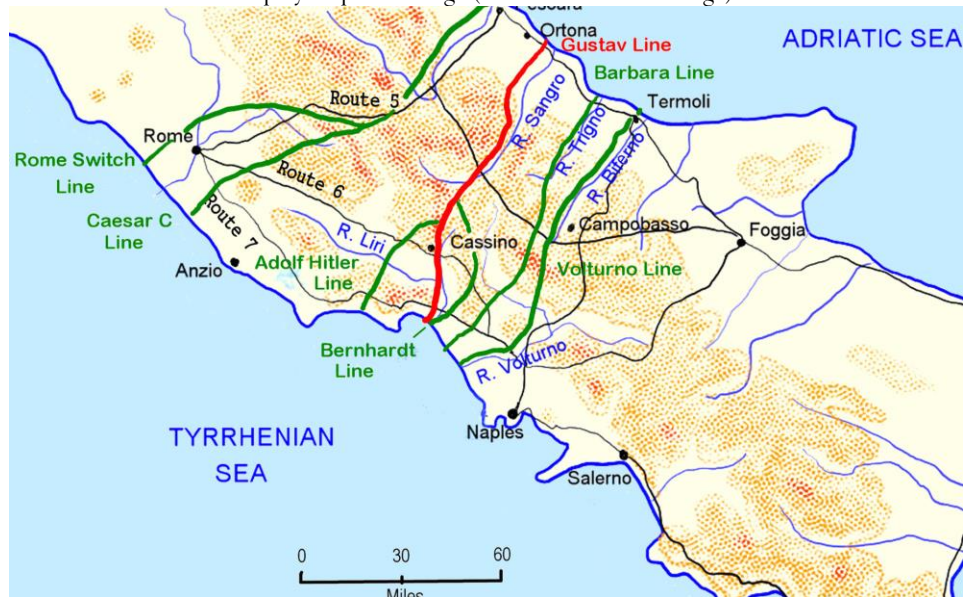 Ortona
ADRIATIC SEA
Gustav Line
Barbara Line
Termoli
Route 5
R. Sangro
R. Trigno
R. Biterno
Rome
Rome Switch
Line
Route 6
Caesar C
Line
Route 7
R. Liri
Cassino
Campobasso
Foggia
Anzio
Adolf Hitler
Line
Volturno Line
Bernhardt
Line
R. Volturno
Naples
TYRRHENIAN
SEA
Salerno
0
30
60
Miles